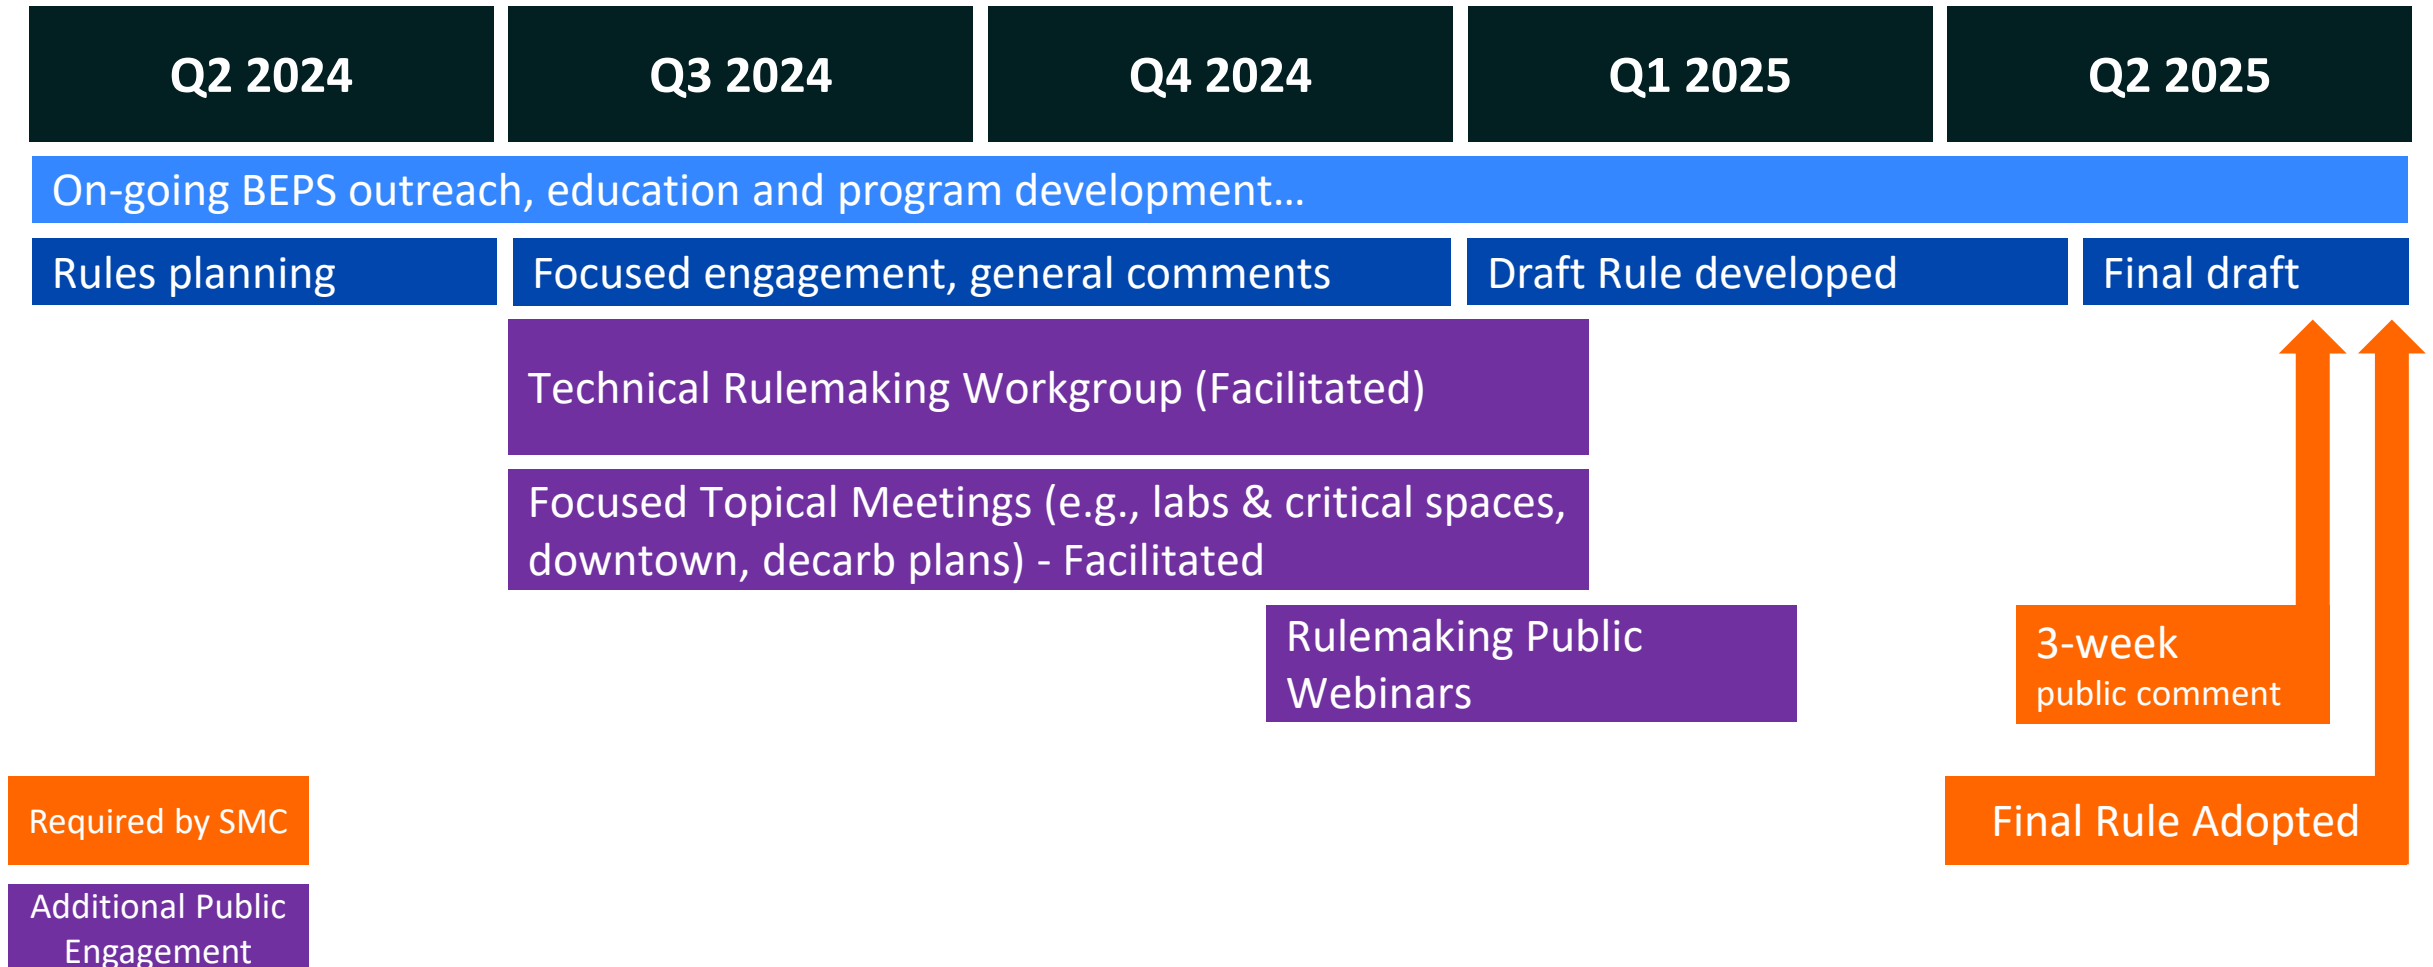 Q2 2024
Q3 2024
Q4 2024
Q1 2025
Q2 2025
On-going BEPS outreach, education and program development...
Rules planning
Focused engagement, general comments
Draft Rule developed
Final draft
Technical Rulemaking Workgroup (Facilitated)
Focused Topical Meetings (e.g., labs & critical spaces,
downtown, decarb plans) - Facilitated
Rulemaking Public
Webinars
3-week
public comment
Final Rule Adopted
Required by SMC
Additional Public
Engagement